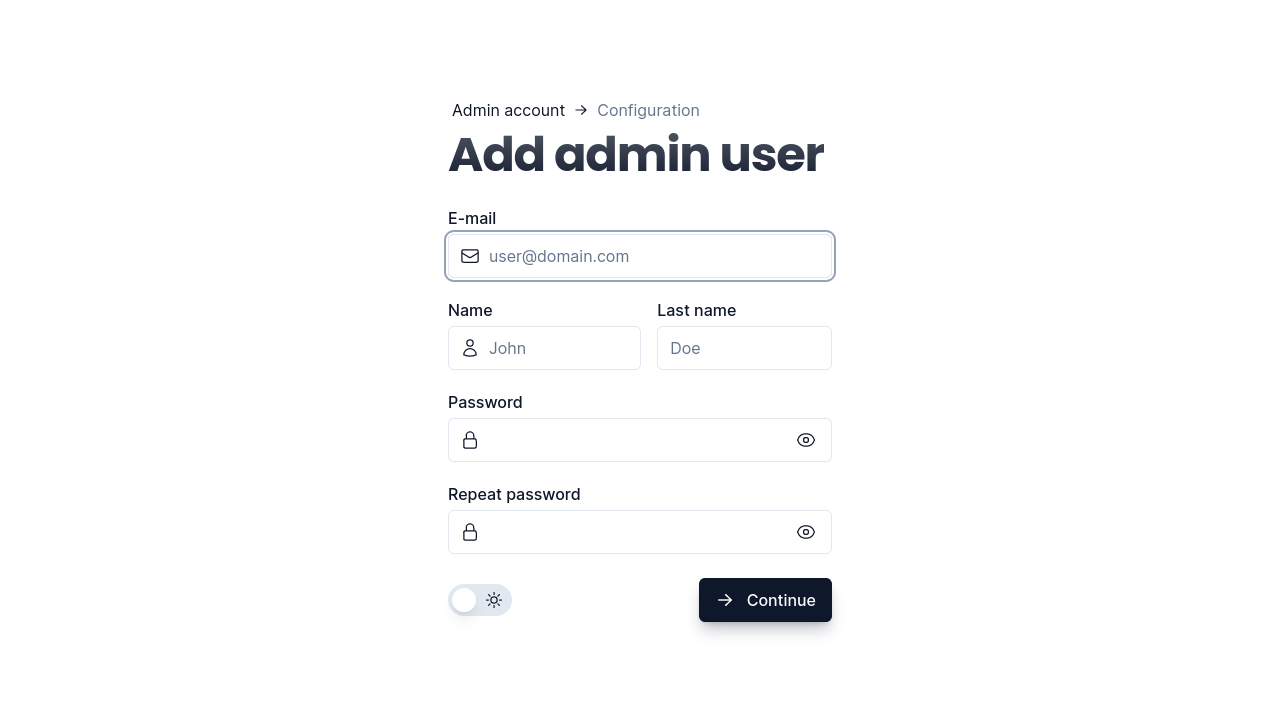 Admin account → Configuration
Add admin user
E-mail
user@domain.com
Name Last name
John Doe
Password
Repeat password
Continue